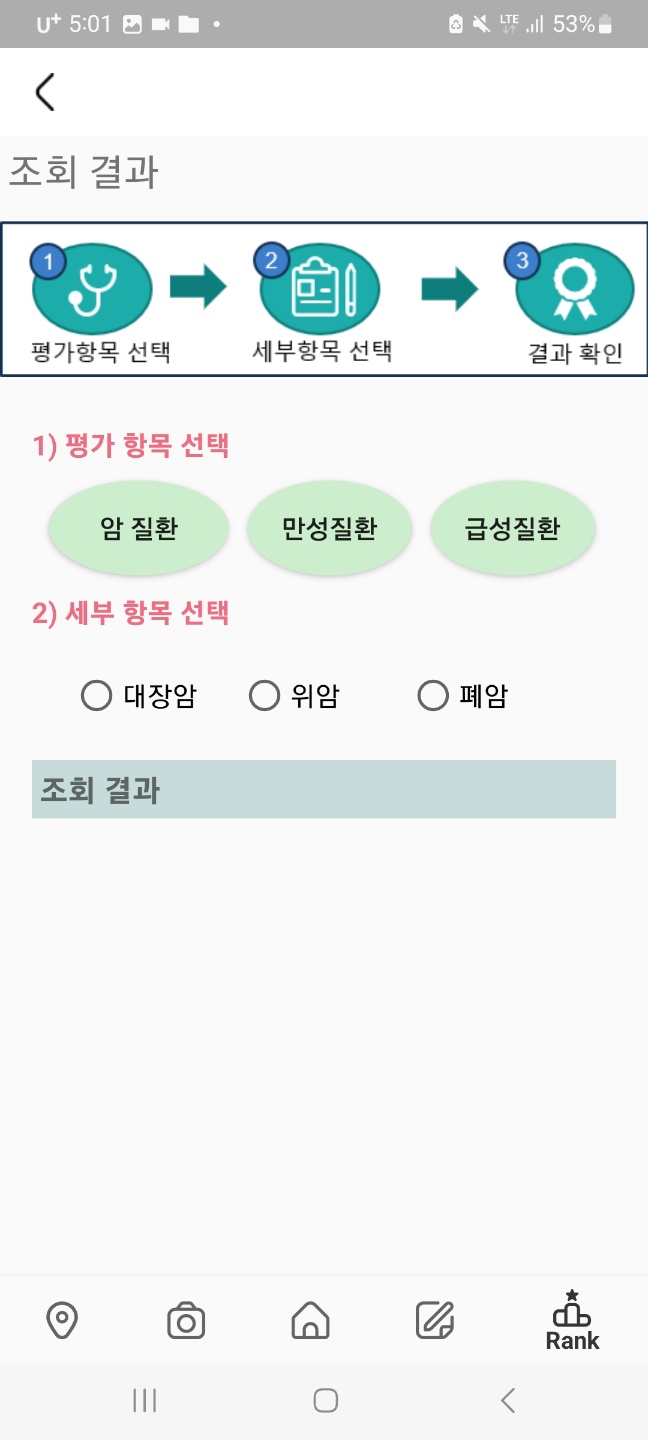 U+ 5:01 LTE 53%
조회 결과
1 2 3
평가항목 선택 세부항목 선택 결과 확인
1) 평가 항목 선택
암 질환 만성질환 급성질환
2) 세부 항목 선택
대장암 위암 폐암
조회 결과
Rank